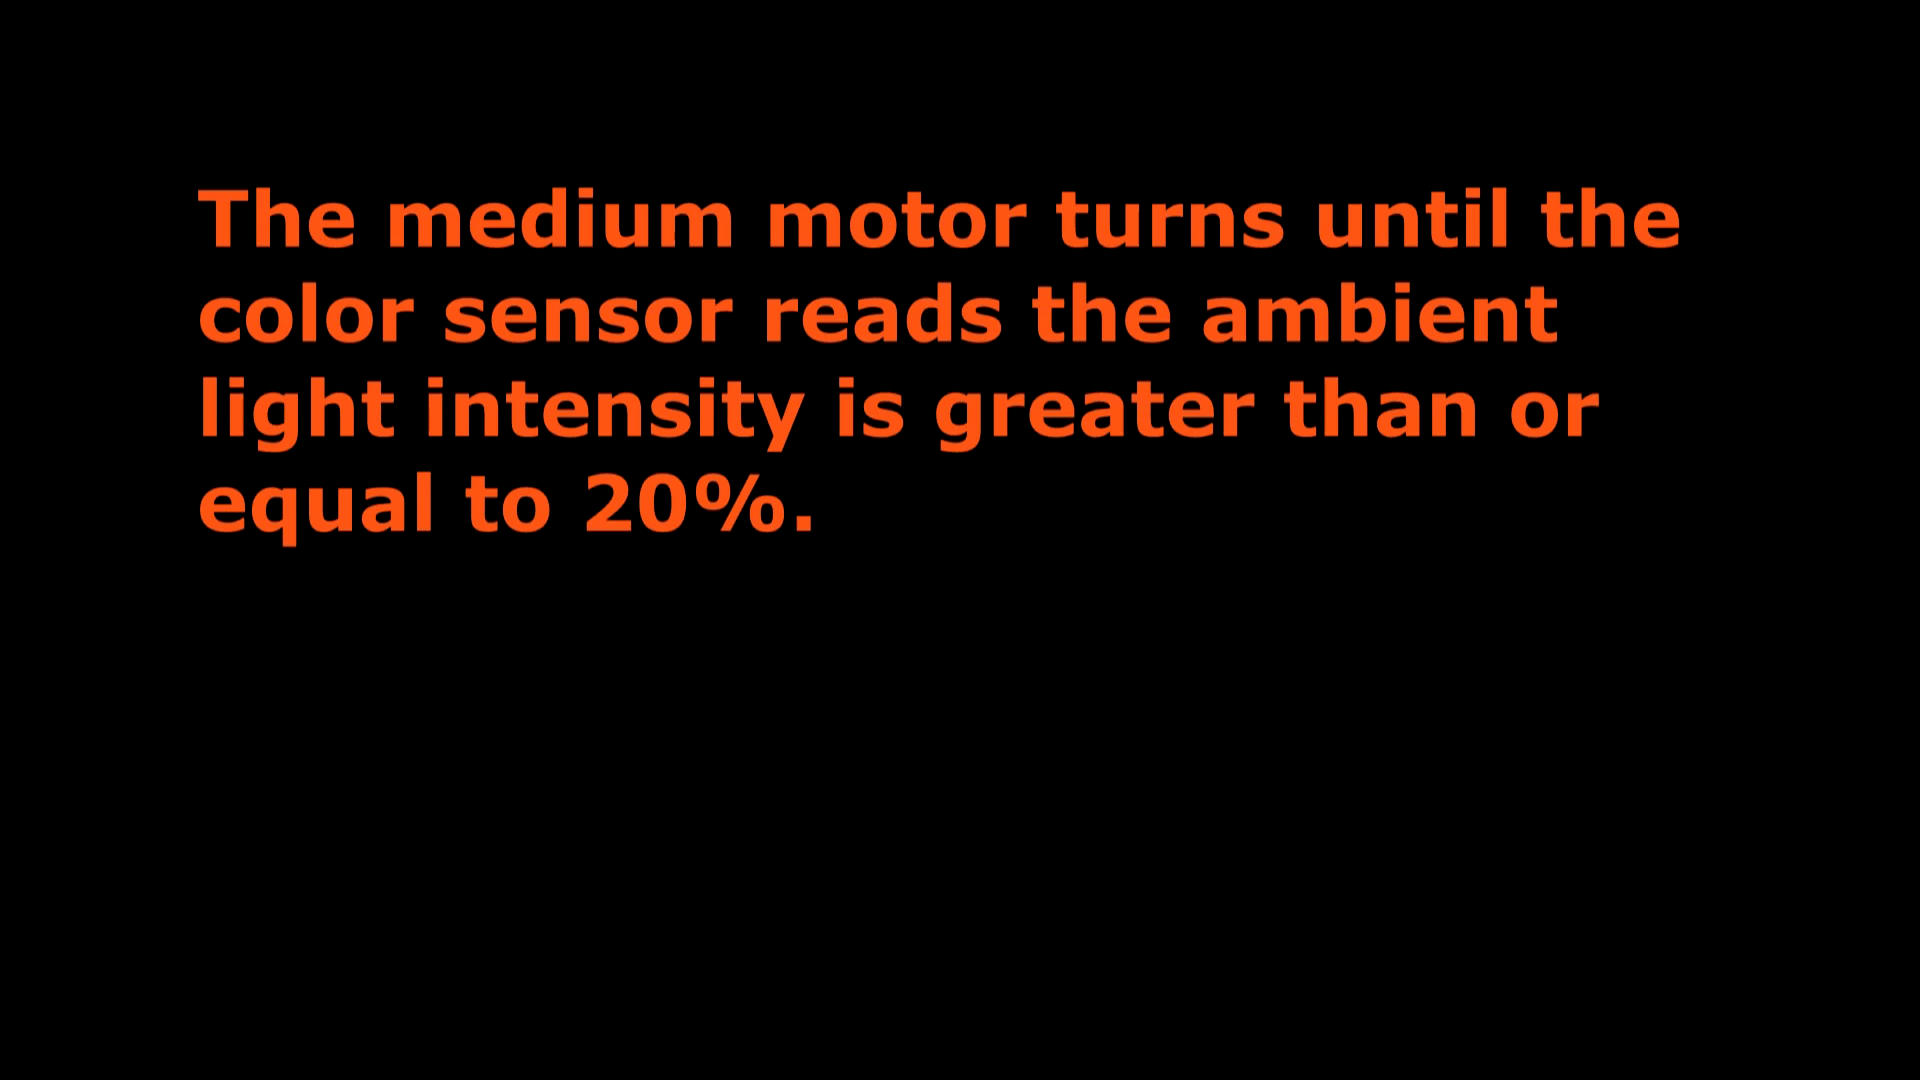 The medium motor turns until the
color sensor reads the ambient
light intensity is greater than or
equal to 20%.